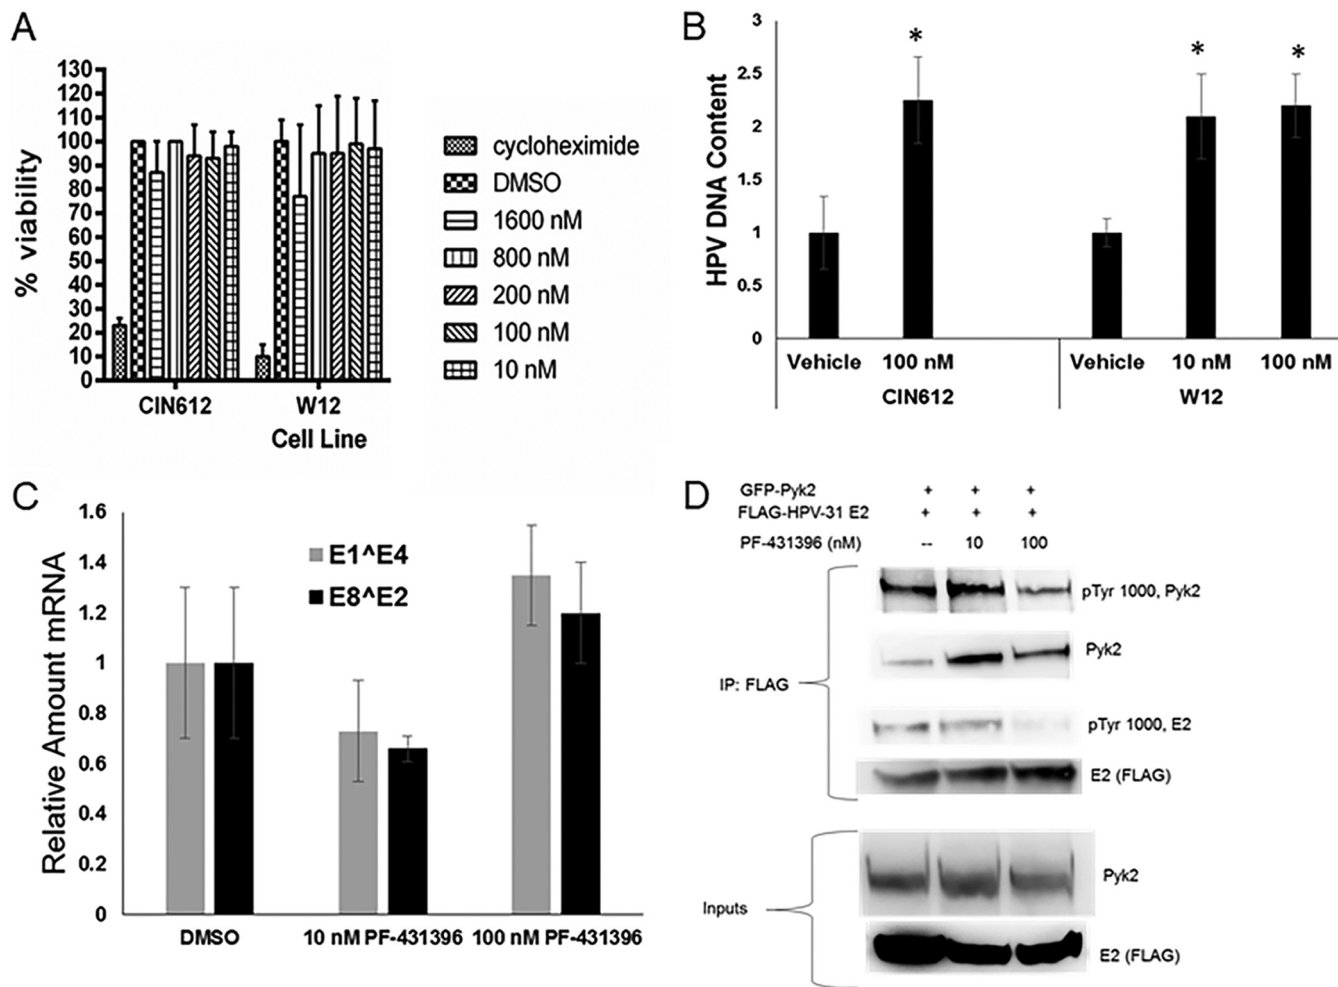 A
130
120
110
100
90
80
70
60
50
40
30
20
10
0
% viability
CIN612
W12
Cell Line
cycloheximide
DMSO
1600 nM
800 nM
200 nM
100 nM
10 nM
B
3
2.5
2
1.5
1
0.5
0
HPV DNA Content
*
*
*
Vehicle
100 nM
Vehicle
10 nM
100 nM
CIN612
W12
C
1.6
1.4
1.2
1
0.8
0.6
0.4
0.2
0
Relative Amount mRNA
E1^E4
E8^E2
DMSO
10 nM PF-431396
100 nM PF-431396
D
GFP-Pyk2 + + +
FLAG-HPV-31 E2 + + +
PF-431396 (nM) -- 10 100
IP: FLAG
pTyr 1000, Pyk2
Pyk2
pTyr 1000, E2
E2 (FLAG)
Inputs
Pyk2
E2 (FLAG)